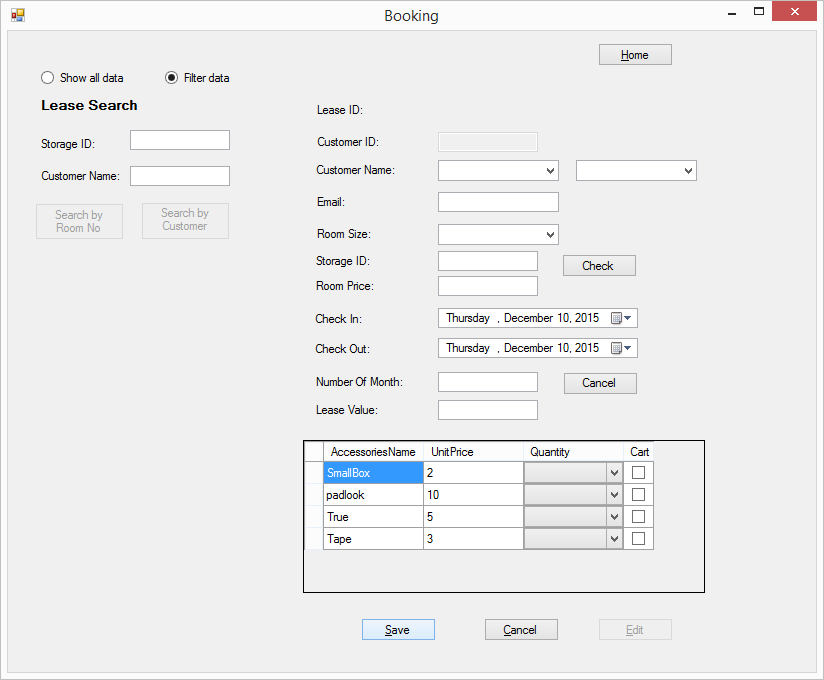 Booking
Home
Show all data
Filter data
Lease Search
Lease ID:
Storage ID:
Customer ID:
Customer Name:
Customer Name:
Email:
Search by
Room No
Search by
Customer
Room Size:
Storage ID:
Check
Room Price:
Check In:
Thursday , December 10, 2015
Check Out:
Thursday , December 10, 2015
Number Of Month:
Cancel
Lease Value:
AccessoriesName UnitPrice Quantity Cart
SmallBox 2
padlook 10
True 5
Tape 3
Save
Cancel
Edit